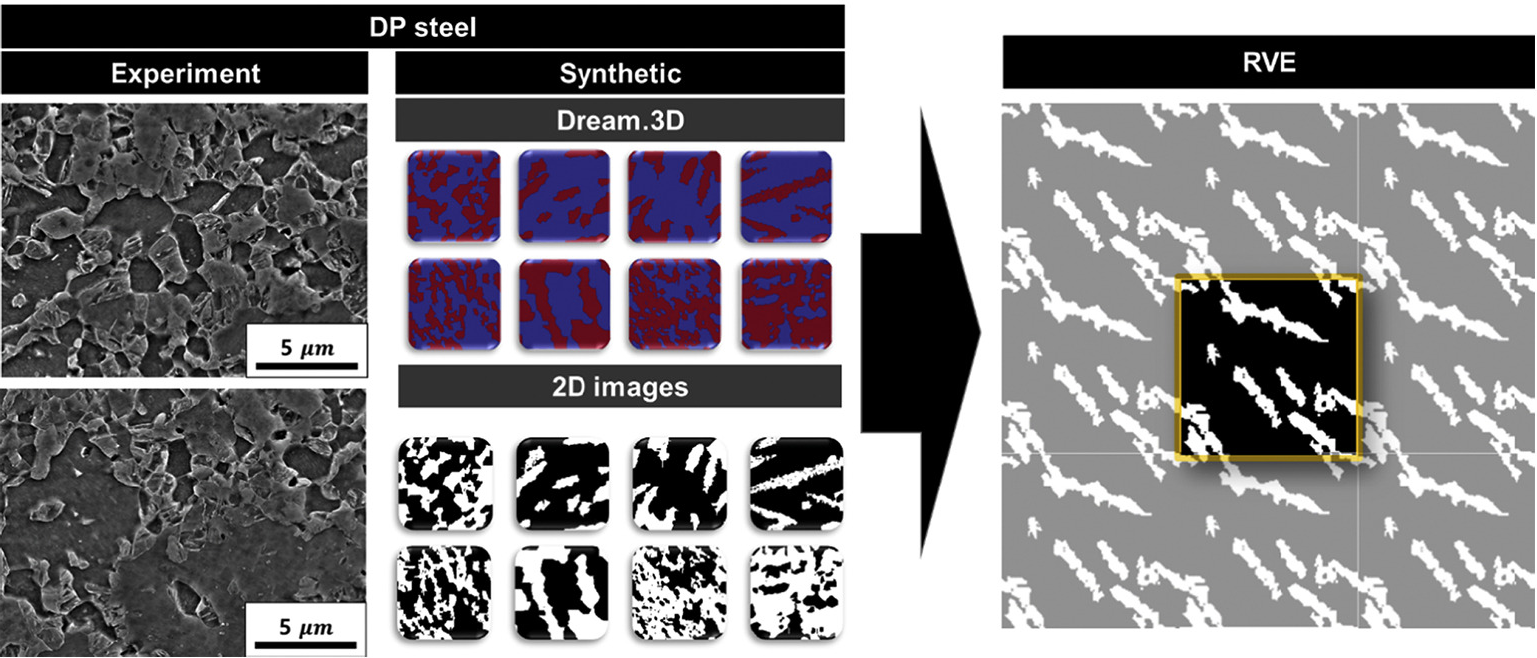 DP steel
Experiment
Synthetic
RVE
Dream.3D
5 μm
2D images
5 μm